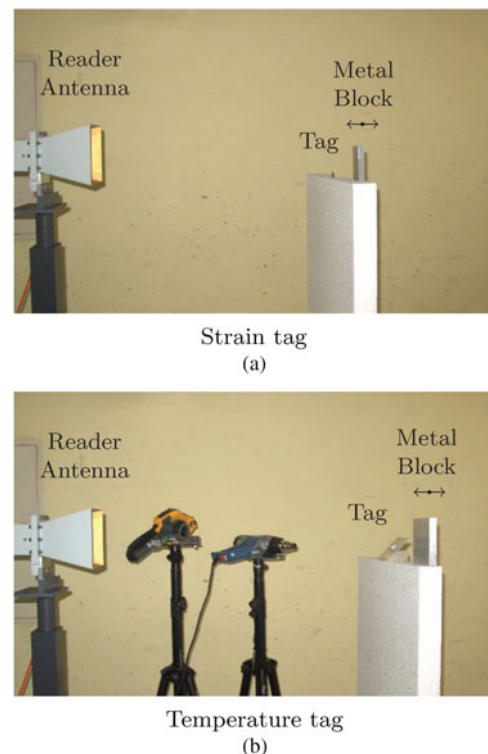 Reader
Antenna
Metal
Block
Tag
Strain tag
(a)
Reader
Antenna
Metal
Block
Tag
Temperature tag
(b)